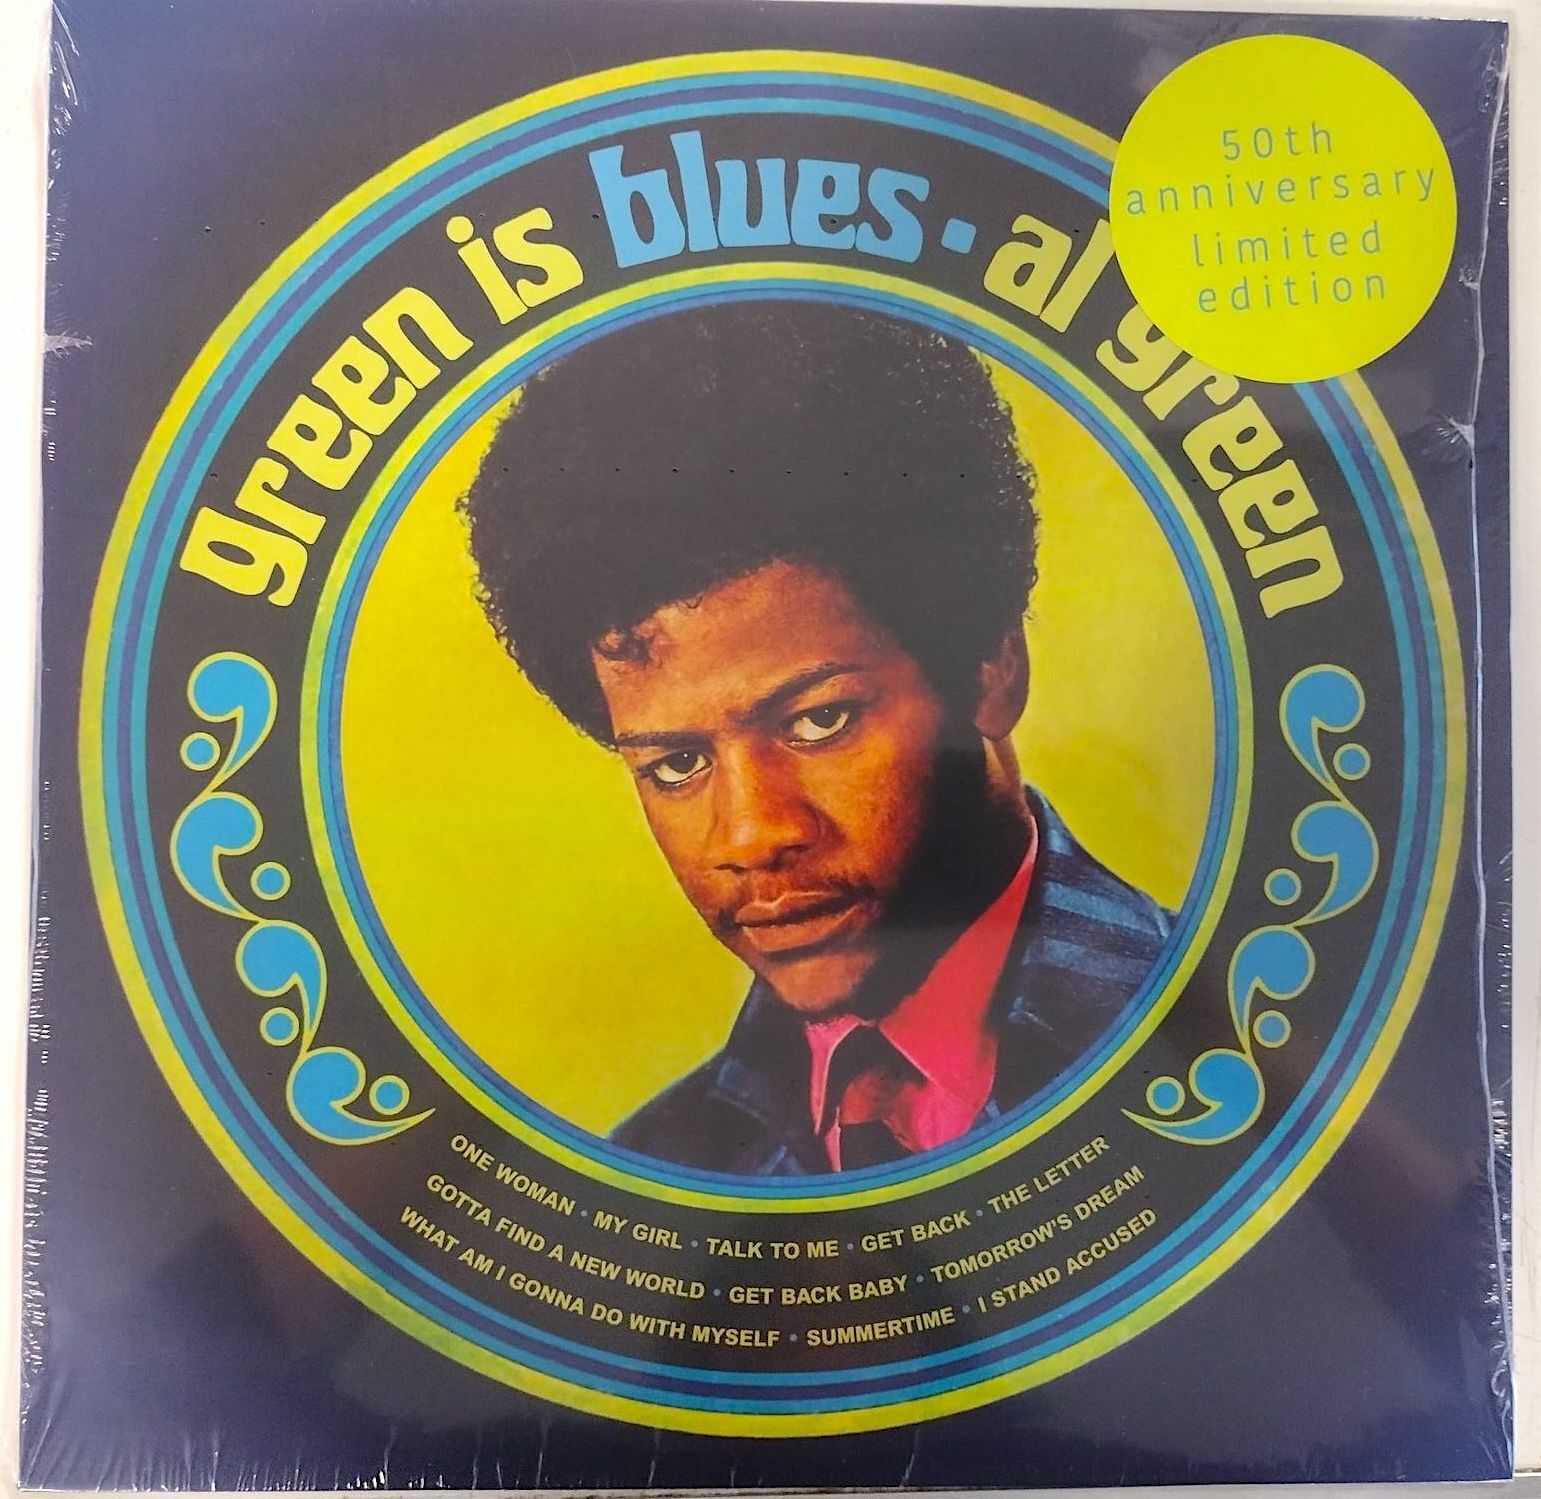 green is blues · al green
50th
anniversary
limited
edition
ONE WOMAN · MY GIRL · TALK TO ME · GET BACK · THE LETTER
GOTTA FIND A NEW WORLD · GET BACK BABY · TOMORROW'S DREAM
WHAT AM I GONNA DO WITH MYSELF · SUMMERTIME · I STAND ACCUSED